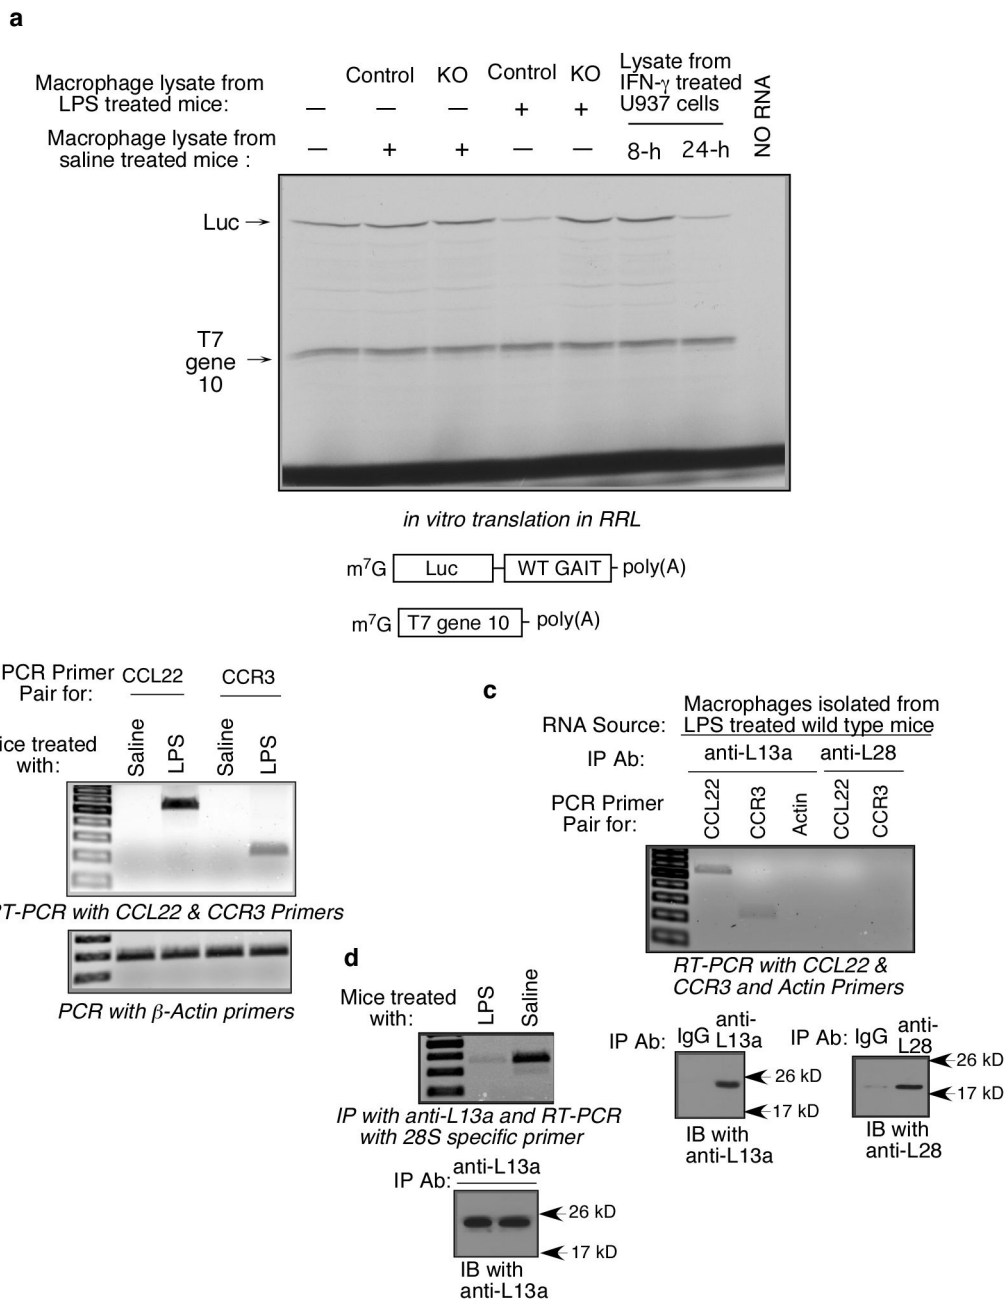 a
Macrophage lysate from
LPS treated mice:
Control
KO
Control
KO
Lysate from
IFN-γ treated
U937 cells
NO RNA
— — — + +
Macrophage lysate from
saline treated mice :
— + + — —
8-h
24-h
Luc
T7
gene
10
in vitro translation in RRL
m⁷G
Luc
WT GAIT
poly(A)
m⁷G
T7 gene 10
poly(A)
PCR Primer
Pair for:
CCL22
CCR3
ice treated
with:
Saline
LPS
Saline
LPS
T-PCR with CCL22 & CCR3 Primers
PCR with β-Actin primers
c
RNA Source:
Macrophages isolated from
LPS treated wild type mice
IP Ab:
anti-L13a
anti-L28
PCR Primer
Pair for:
CCL22
CCR3
Actin
CCL22
CCR3
RT-PCR with CCL22 &
CCR3 and Actin Primers
IP Ab:
IgG
anti-
L13a
26 kD
17 kD
IB with
anti-L13a
IP Ab:
IgG
anti-
L28
26 kD
17 kD
IB with
anti-L28
d
Mice treated
with:
LPS
Saline
IP with anti-L13a and RT-PCR
with 28S specific primer
IP Ab:
anti-L13a
26 kD
17 kD
IB with
anti-L13a